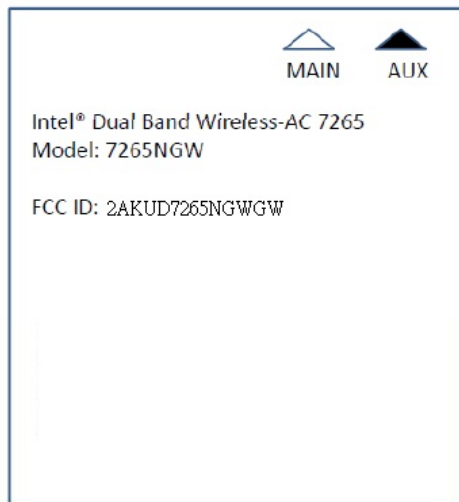 MAIN AUX
Intel® Dual Band Wireless-AC 7265
Model: 7265NGW
FCC ID: 2AKUD7265NGWGW